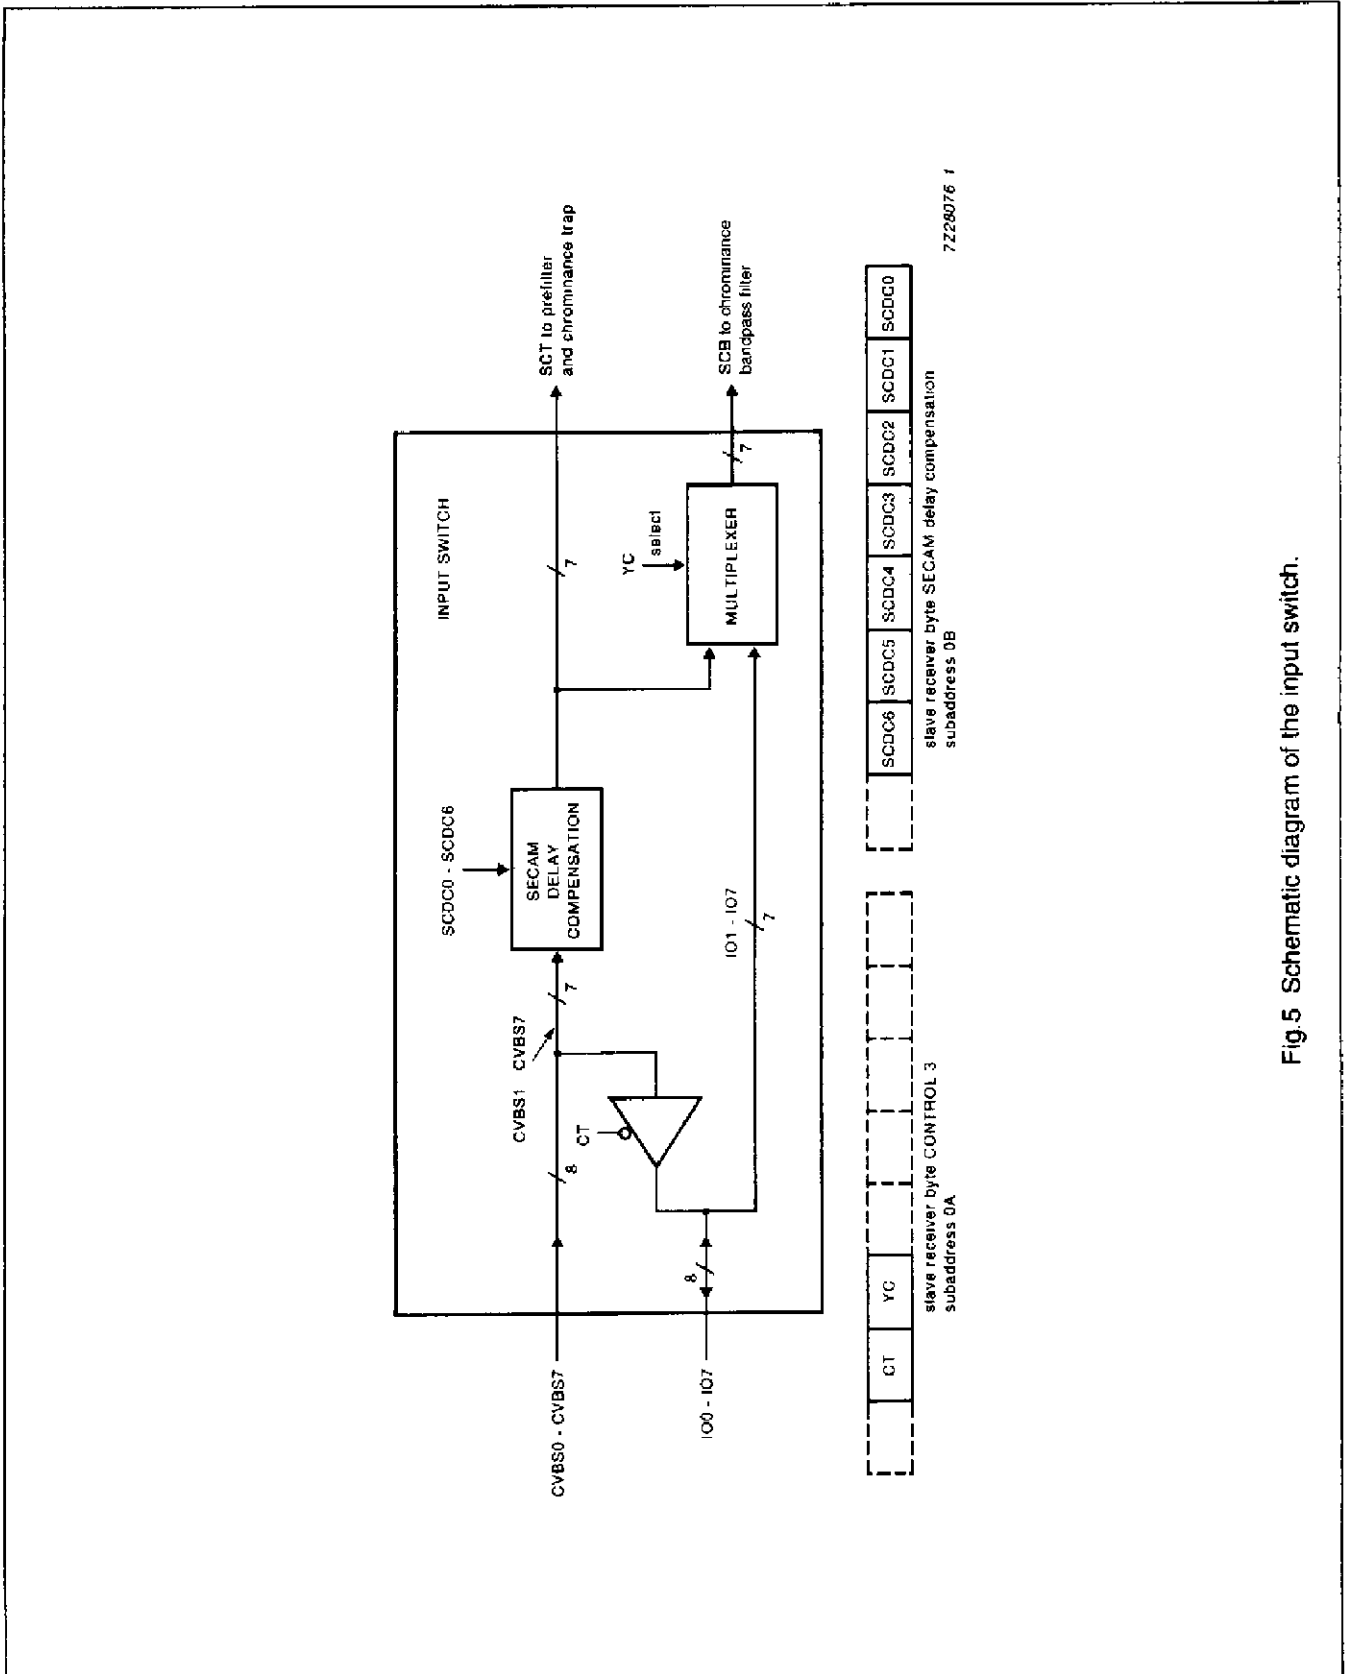 INPUT SWITCH
SCDC0 - SCDC6
SECAM
DELAY
COMPENSATION
CVBS1 CVBS7
CVBS0 - CVBS7
8
7
7
SCT to prefilter
and chrominance trap
CT
YC
select
MULTIPLEXER
7
SCB to chrominance
bandpass filter
IO0 - IO7
8
IO1 - IO7
7
CT YC
slave receiver byte CONTROL 3
subaddress 0A
SCDC6 SCDC5 SCDC4 SCDC3 SCDC2 SCDC1 SCDC0
slave receiver byte SECAM delay compensation
subaddress 0B
7Z28076 1
Fig.5 Schematic diagram of the input switch.